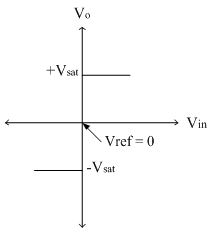 Vo
+Vsat
Vin
Vref = 0
-Vsat